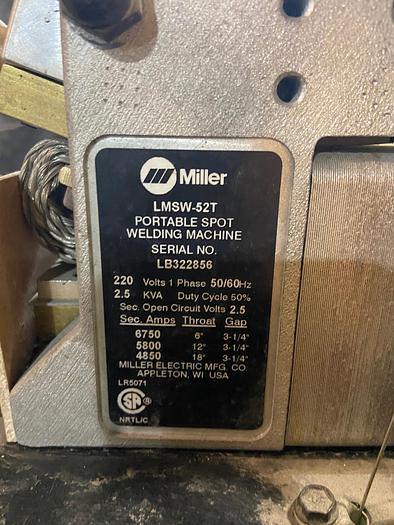 Miller
LMSW-52T
PORTABLE SPOT
WELDING MACHINE
SERIAL NO.
LB322856
220 Volts 1 Phase 50/60Hz
2.5 KVA Duty Cycle 50%
Sec. Open Circuit Volts 2.5
Sec. Amps Throat Gap
6750 6" 3-1/4"
5800 12" 3-1/4"
4850 18" 3-1/4"
MILLER ELECTRIC MFG. CO
APPLETON, WI USA
LR5071
SA ®
NRTL/C